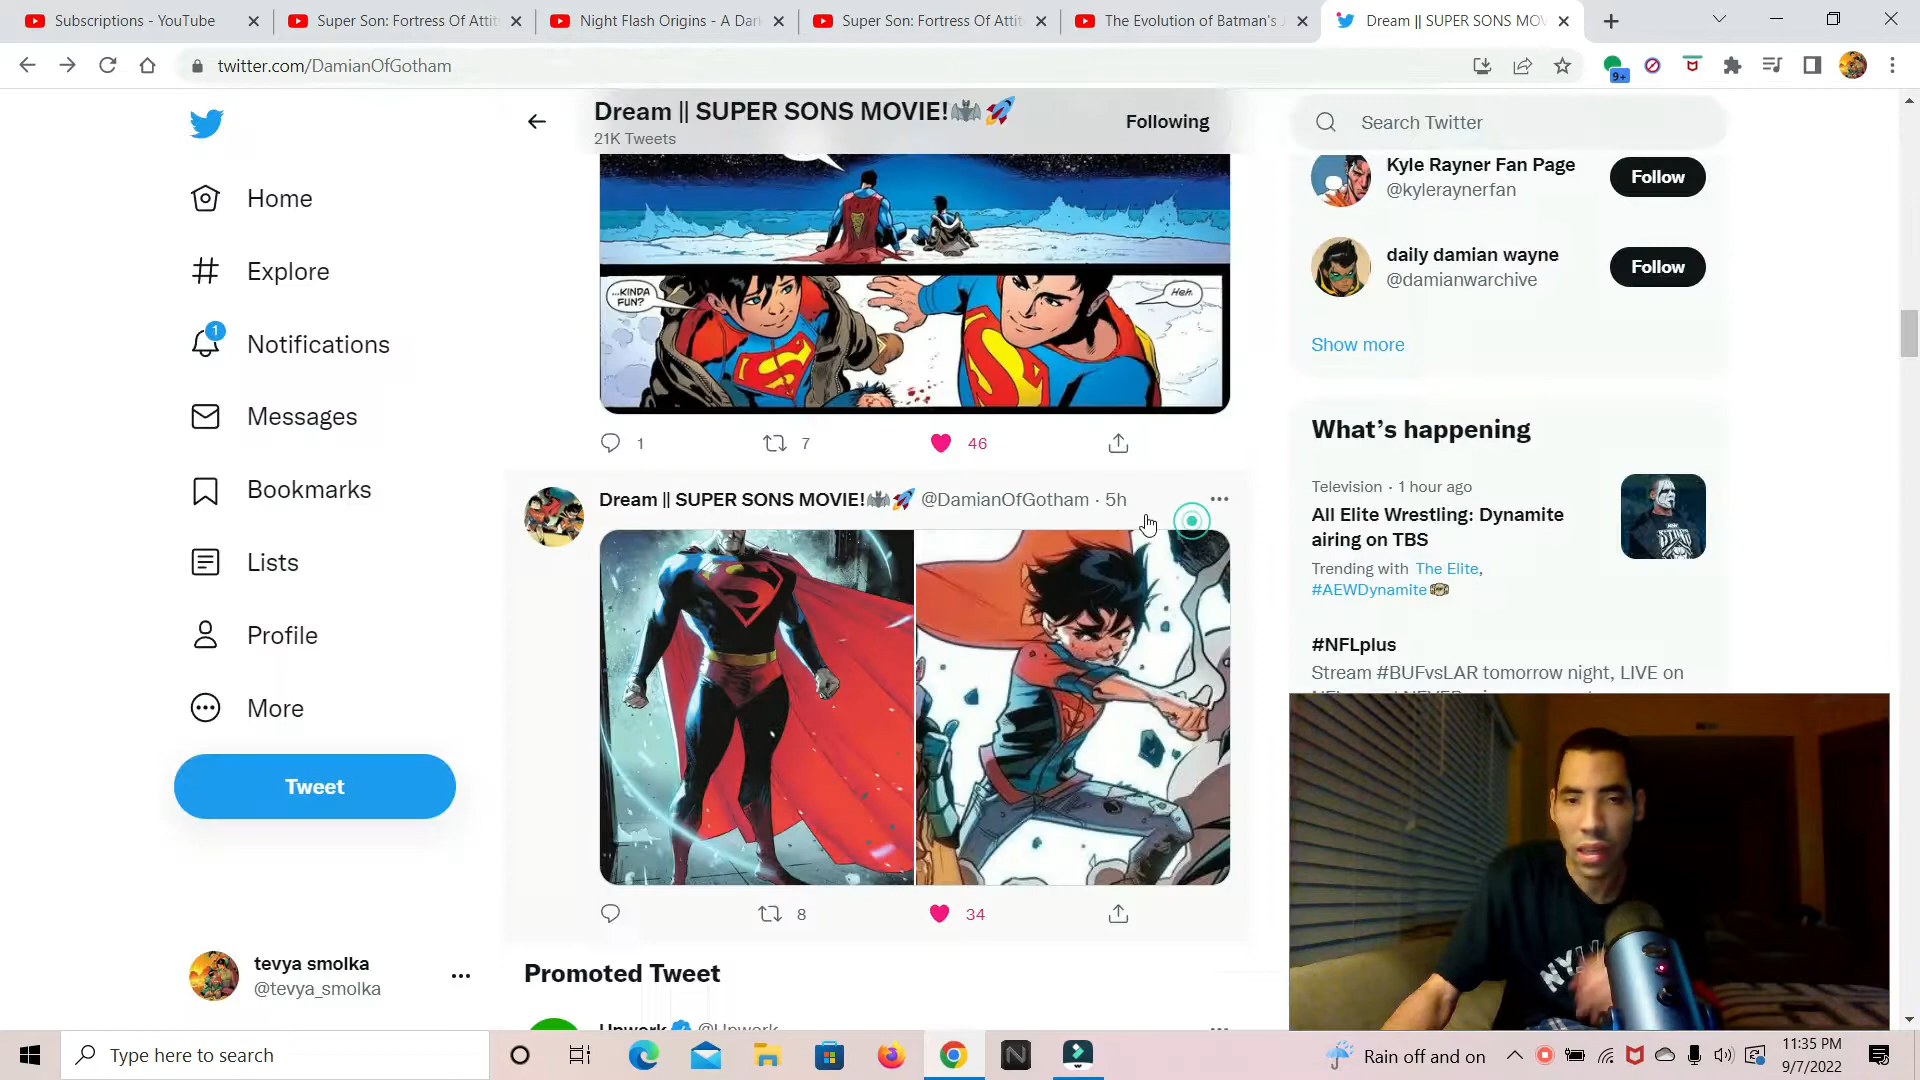 Subscriptions - YouTube
Super Son: Fortress Of Attit
Night Flash Origins - A Dar
Super Son: Fortress Of Attit
The Evolution of Batman's J
Dream || SUPER SONS MOV
twitter.com/DamianOfGotham
9+
Dream || SUPER SONS MOVIE!🦇🚀
21K Tweets
Following
Search Twitter
Home
Explore
1
Notifications
Messages
Bookmarks
Lists
Profile
More
Tweet
tevya smolka
@tevya_smolka
...KINDA
FUN?
Heh.
1
7
46
Dream || SUPER SONS MOVIE!🦇🚀 @DamianOfGotham · 5h
8
34
Promoted Tweet
Upwork @Upwork
Kyle Rayner Fan Page
@kyleraynerfan
Follow
daily damian wayne
@damianwarchive
Follow
Show more
What's happening
Television · 1 hour ago
All Elite Wrestling: Dynamite
airing on TBS
Trending with The Elite,
#AEWDynamite
#NFLplus
Stream #BUFvsLAR tomorrow night, LIVE on
Type here to search
Rain off and on
11:35 PM
9/7/2022